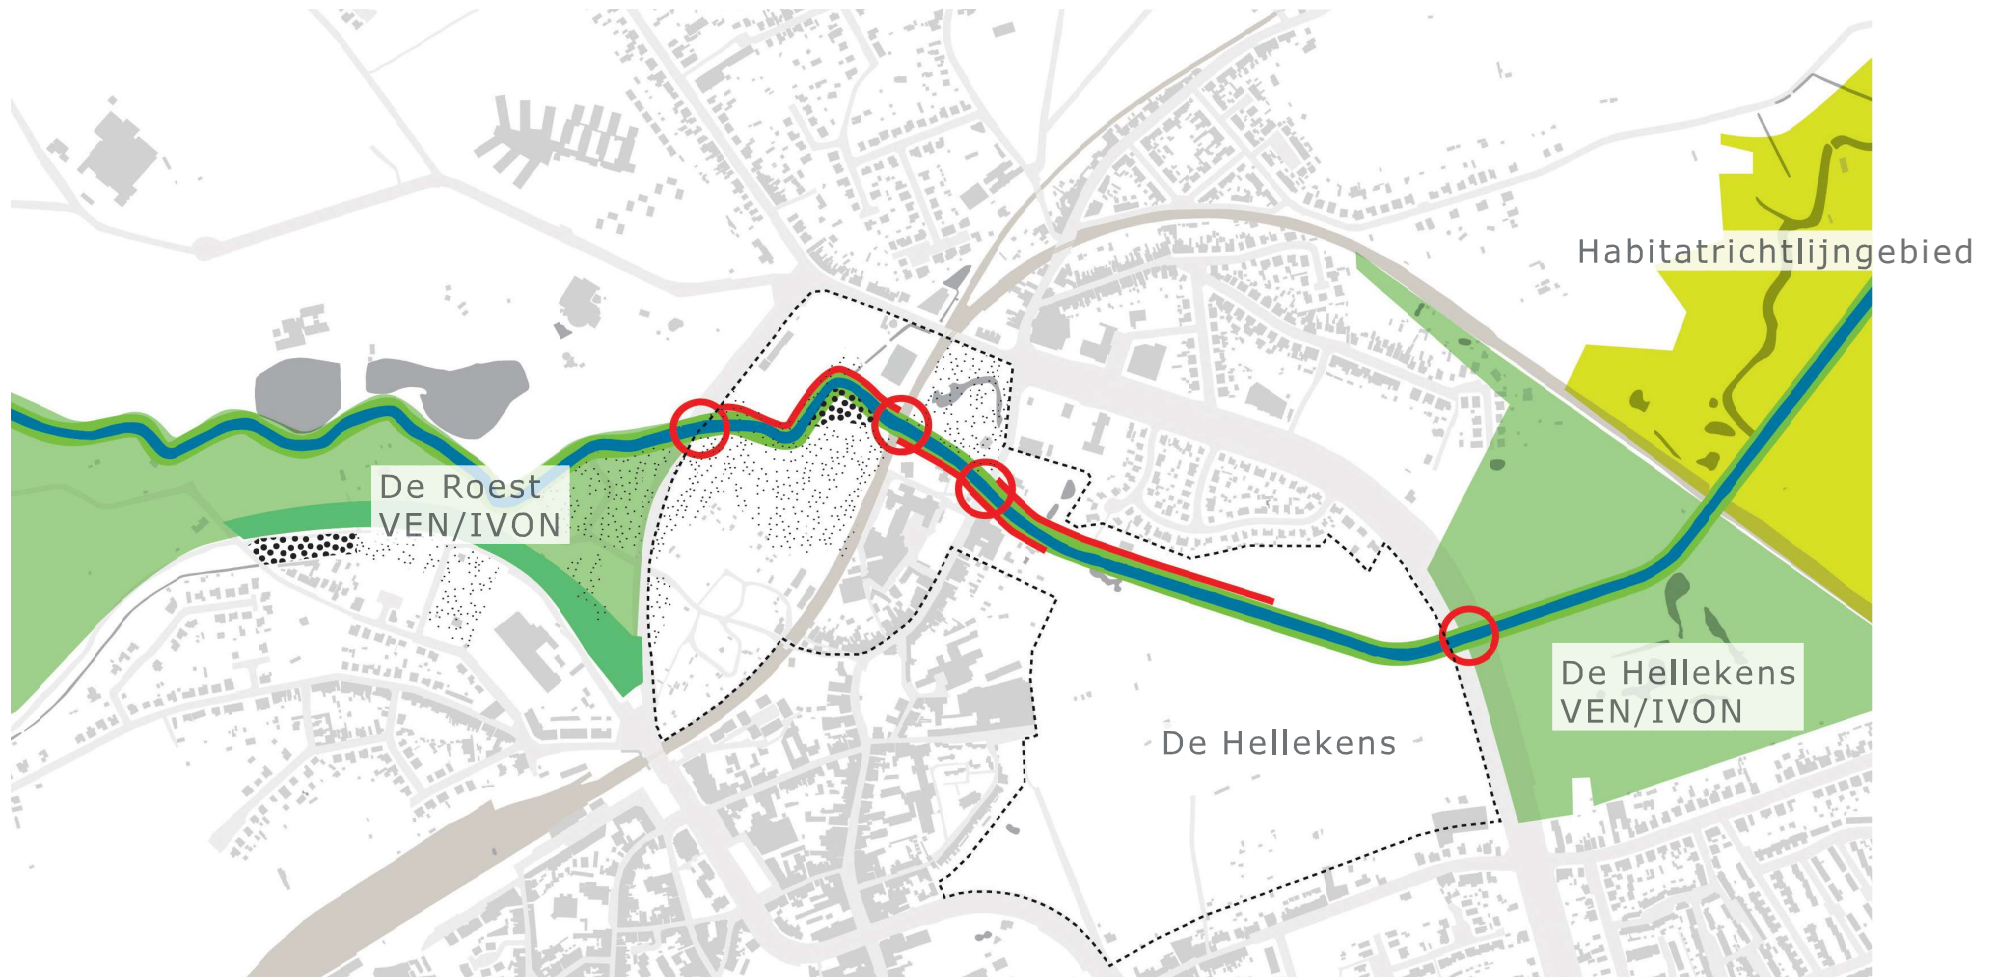 Habitatrichtlijngebied
De Roest
VEN/IVON
De Hellekens
VEN/IVON
De Hellekens